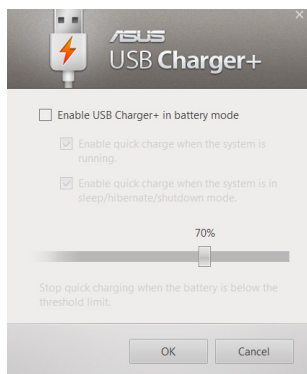 ASUS
USB Charger+
Enable USB Charger+ in battery mode
Enable quick charge when the system is
running.
Enable quick charge when the system is in
sleep/hibernate/shutdown mode.
70%
Stop quick charging when the battery is below the
threshold limit.
OK
Cancel